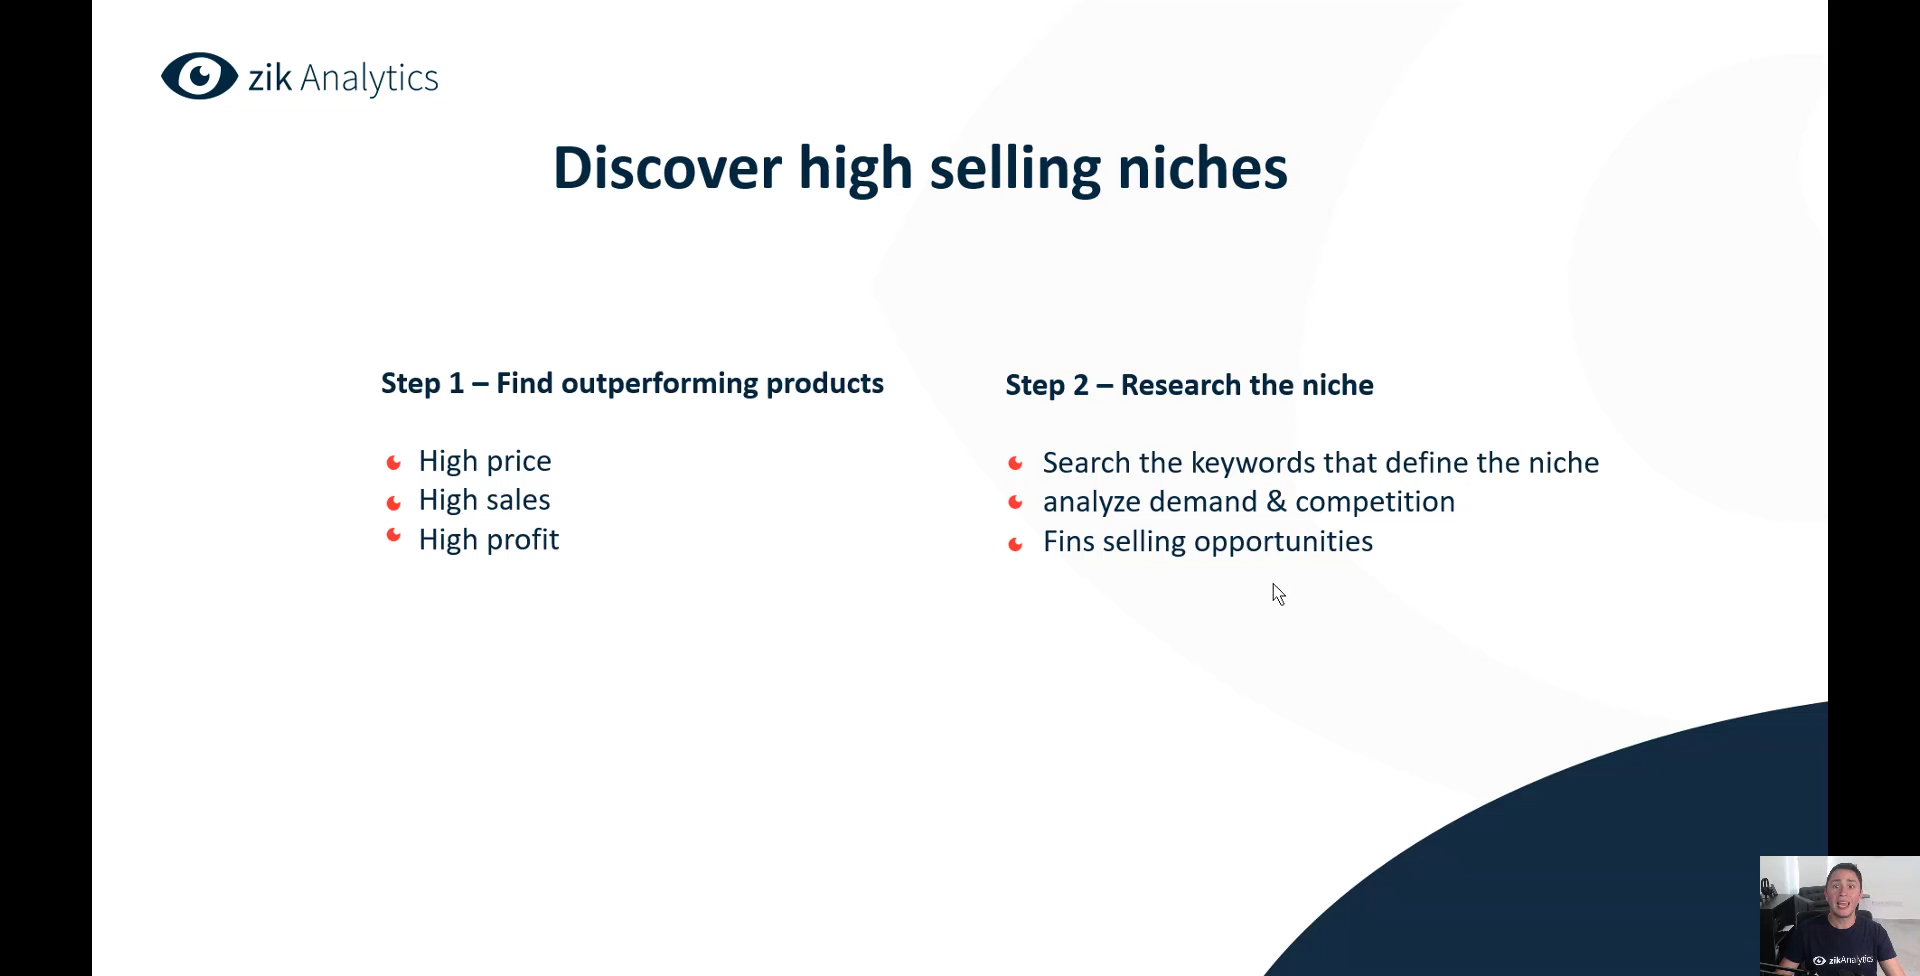 zik Analytics
Discover high selling niches
Step 1 – Find outperforming products
High price
High sales
High profit
Step 2 – Research the niche
Search the keywords that define the niche
analyze demand & competition
Fins selling opportunities
zikAnalytics